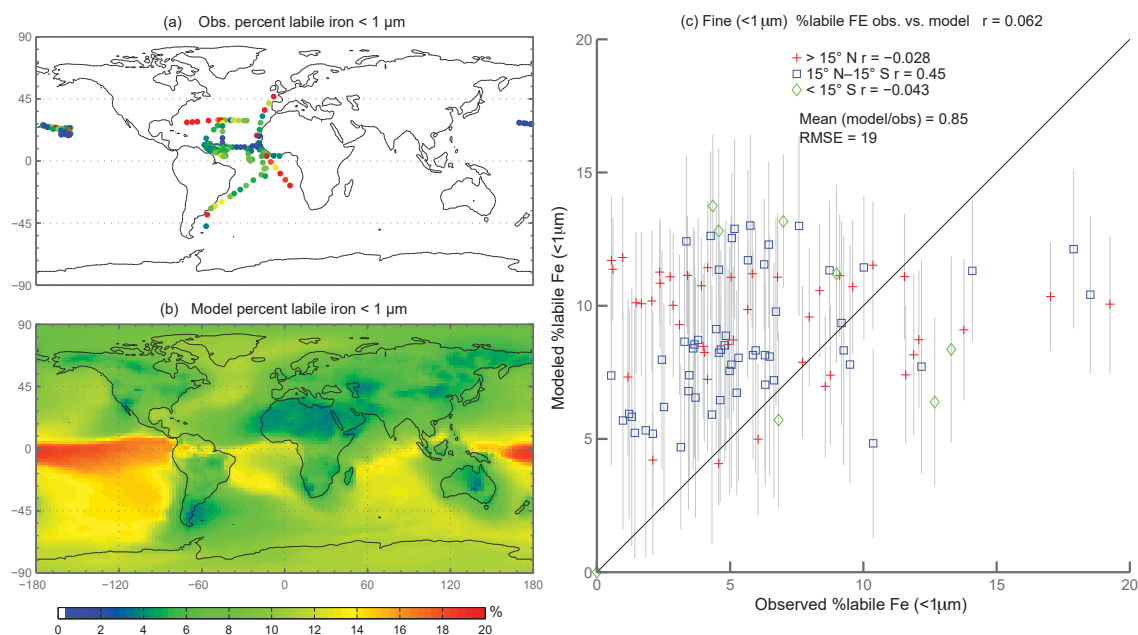 (a) Obs. percent labile iron < 1 µm
90
45
0
−45
−90
(b) Model percent labile iron < 1 µm
90
45
0
−45
−90
−180 −120 −60 0 60 120 180
0 2 4 6 8 10 12 14 16 18 20 %
(c) Fine (<1µm) %labile FE obs. vs. model r = 0.062
> 15° N r = −0.028
15° N–15° S r = 0.45
< 15° S r = −0.043
Mean (model/obs) = 0.85
RMSE = 19
Modeled %labile Fe (<1µm)
20
15
10
5
0
0 5 10 15 20
Observed %labile Fe (<1µm)